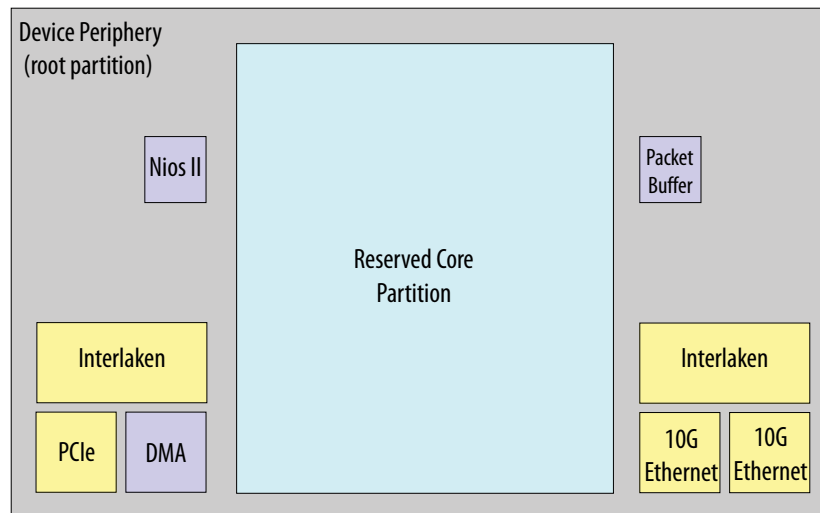 Device Periphery
(root partition)
Nios II
Packet
Buffer
Reserved Core
Partition
Interlaken
Interlaken
PCIe
DMA
10G
Ethernet
10G
Ethernet